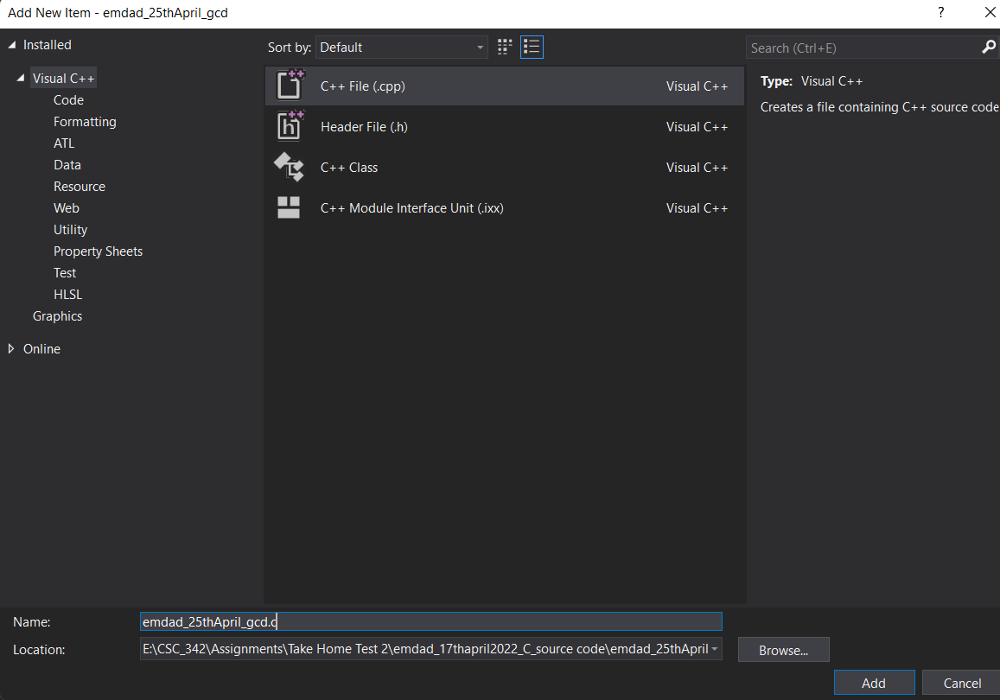 Add New Item - emdad_25thApril_gcd ? ×
Installed
Visual C++
Code
Formatting
ATL
Data
Resource
Web
Utility
Property Sheets
Test
HLSL
Graphics
Online
Sort by: Default
C++ File (.cpp) Visual C++
Header File (.h) Visual C++
C++ Class Visual C++
C++ Module Interface Unit (.ixx) Visual C++
Search (Ctrl+E)
Type: Visual C++
Creates a file containing C++ source code
Name: emdad_25thApril_gcd.c
Location: E:\CSC_342\Assignments\Take Home Test 2\emdad_17thapril2022_C_source code\emdad_25thApril
Browse...
Add Cancel